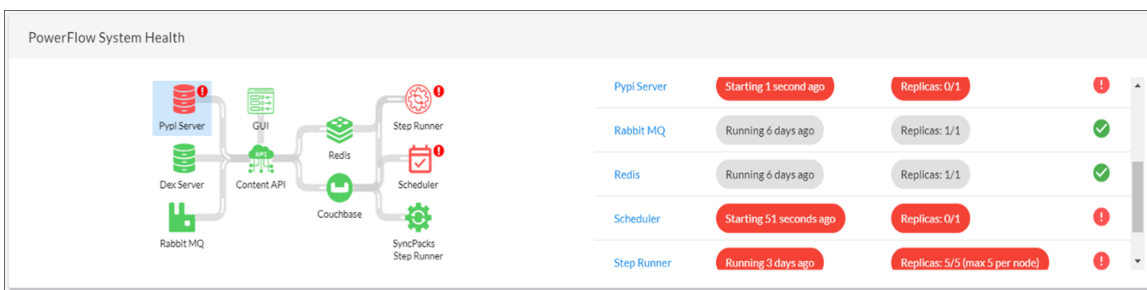 PowerFlow System Health
Pypi Server
GUI
Step Runner
API
Redis
Dex Server
Content API
Scheduler
Couchbase
Rabbit MQ
SyncPacks
Step Runner
Pypi Server Starting 1 second ago Replicas: 0/1
Rabbit MQ Running 6 days ago Replicas: 1/1
Redis Running 6 days ago Replicas: 1/1
Scheduler Starting 51 seconds ago Replicas: 0/1
Step Runner Running 3 days ago Replicas: 5/5 (max 5 per node)